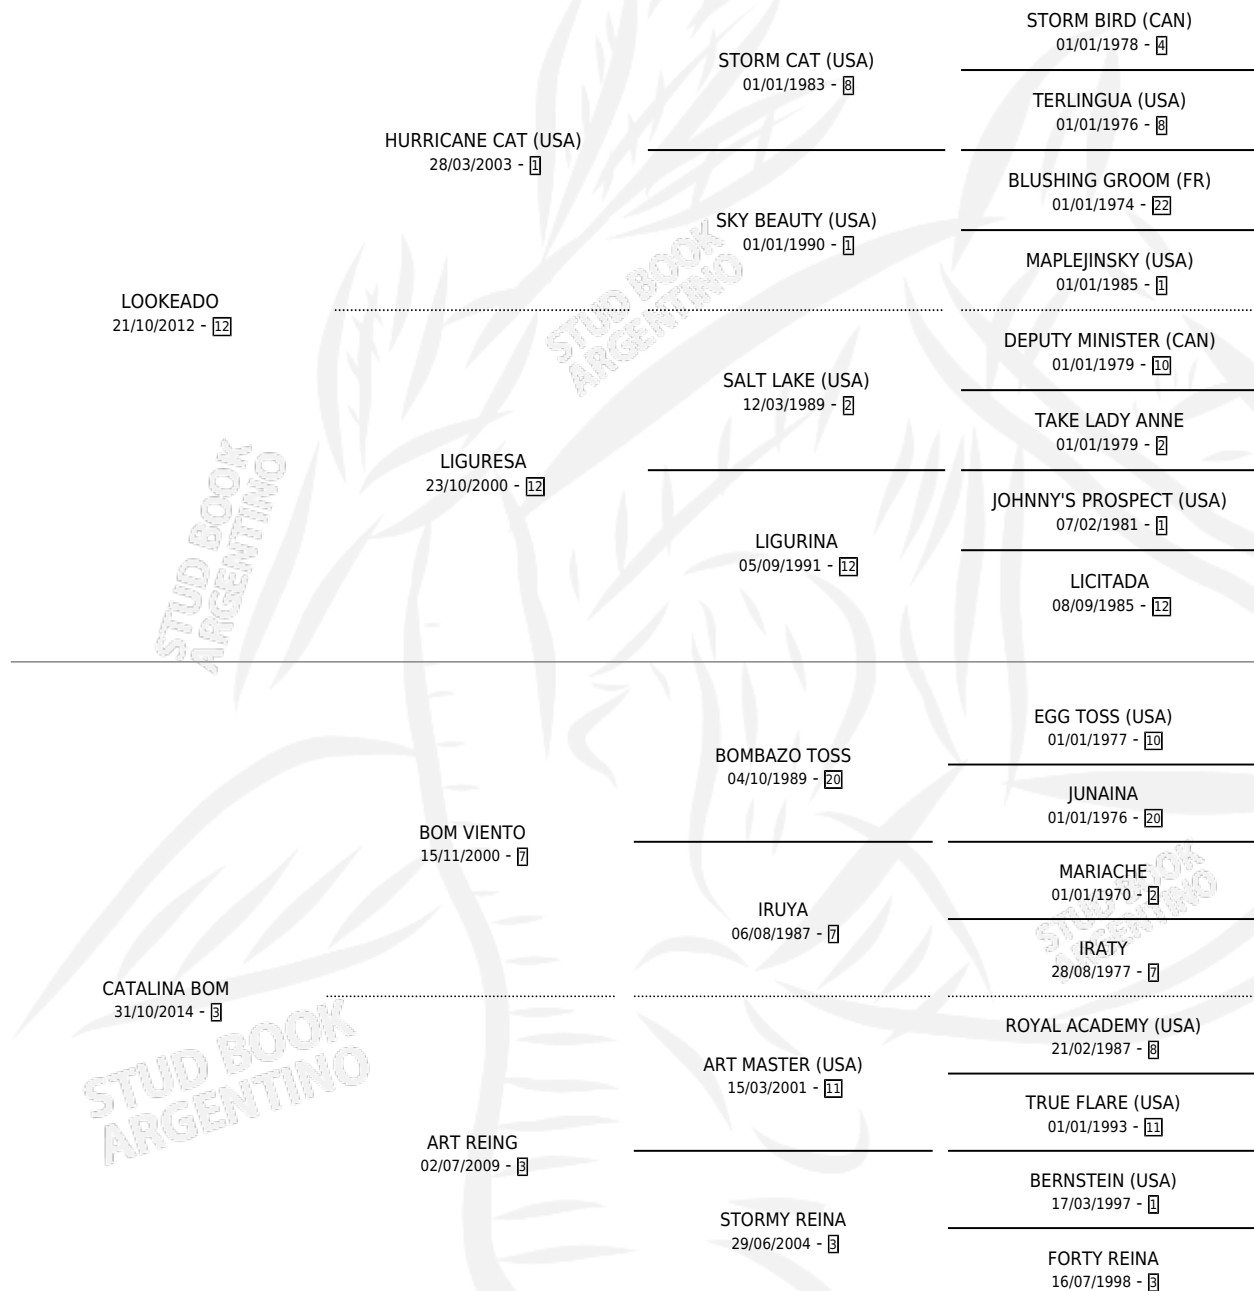 STORM BIRD (CAN)
01/01/1978 - 4
STORM CAT (USA)
01/01/1983 - 8
TERLINGUA (USA)
01/01/1976 - 8
HURRICANE CAT (USA)
28/03/2003 - 1
BLUSHING GROOM (FR)
01/01/1974 - 22
SKY BEAUTY (USA)
01/01/1990 - 1
MAPLEJINSKY (USA)
01/01/1985 - 1
LOOKEADO
21/10/2012 - 12
STUD BOOK
ARGENTINO
DEPUTY MINISTER (CAN)
01/01/1979 - 10
SALT LAKE (USA)
12/03/1989 - 2
TAKE LADY ANNE
01/01/1979 - 2
LIGURESA
23/10/2000 - 12
JOHNNY'S PROSPECT (USA)
07/02/1981 - 1
LIGURINA
05/09/1991 - 12
LICITADA
08/09/1985 - 12
STUD BOOK
ARGENTINO
EGG TOSS (USA)
01/01/1977 - 10
BOMBAZO TOSS
04/10/1989 - 20
JUNAINA
01/01/1976 - 20
BOM VIENTO
15/11/2000 - 7
MARIACHE
01/01/1970 - 2
IRUYA
06/08/1987 - 7
IRATY
28/08/1977 - 7
STUD BOOK
ARGENTINO
CATALINA BOM
31/10/2014 - 3
STUD BOOK
ARGENTINO
ROYAL ACADEMY (USA)
21/02/1987 - 8
ART MASTER (USA)
15/03/2001 - 11
TRUE FLARE (USA)
01/01/1993 - 11
ART REING
02/07/2009 - 3
BERNSTEIN (USA)
17/03/1997 - 1
STORMY REINA
29/06/2004 - 3
FORTY REINA
16/07/1998 - 3